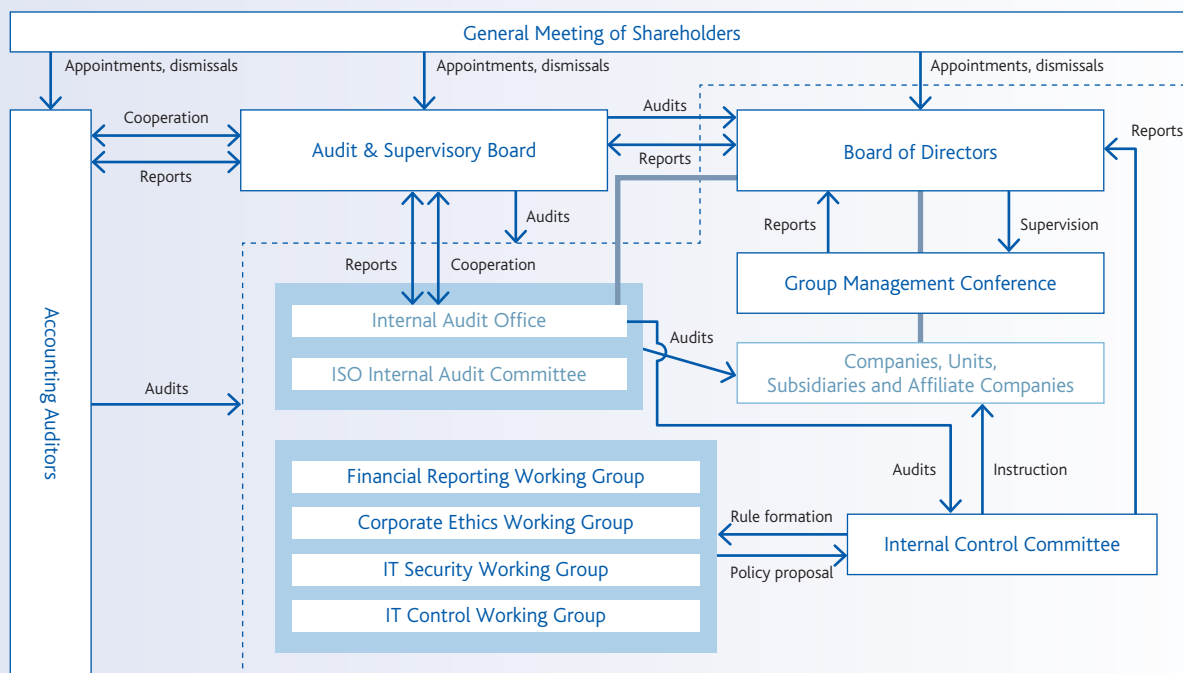 General Meeting of Shareholders
Appointments, dismissals
Appointments, dismissals
Appointments, dismissals
Cooperation
Reports
Audit & Supervisory Board
Audits
Reports
Board of Directors
Reports
Audits
Reports
Supervision
Reports
Cooperation
Group Management Conference
Accounting Auditors
Internal Audit Office
ISO Internal Audit Committee
Audits
Companies, Units,
Subsidiaries and Affiliate Companies
Audits
Financial Reporting Working Group
Corporate Ethics Working Group
IT Security Working Group
IT Control Working Group
Audits
Instruction
Rule formation
Policy proposal
Internal Control Committee